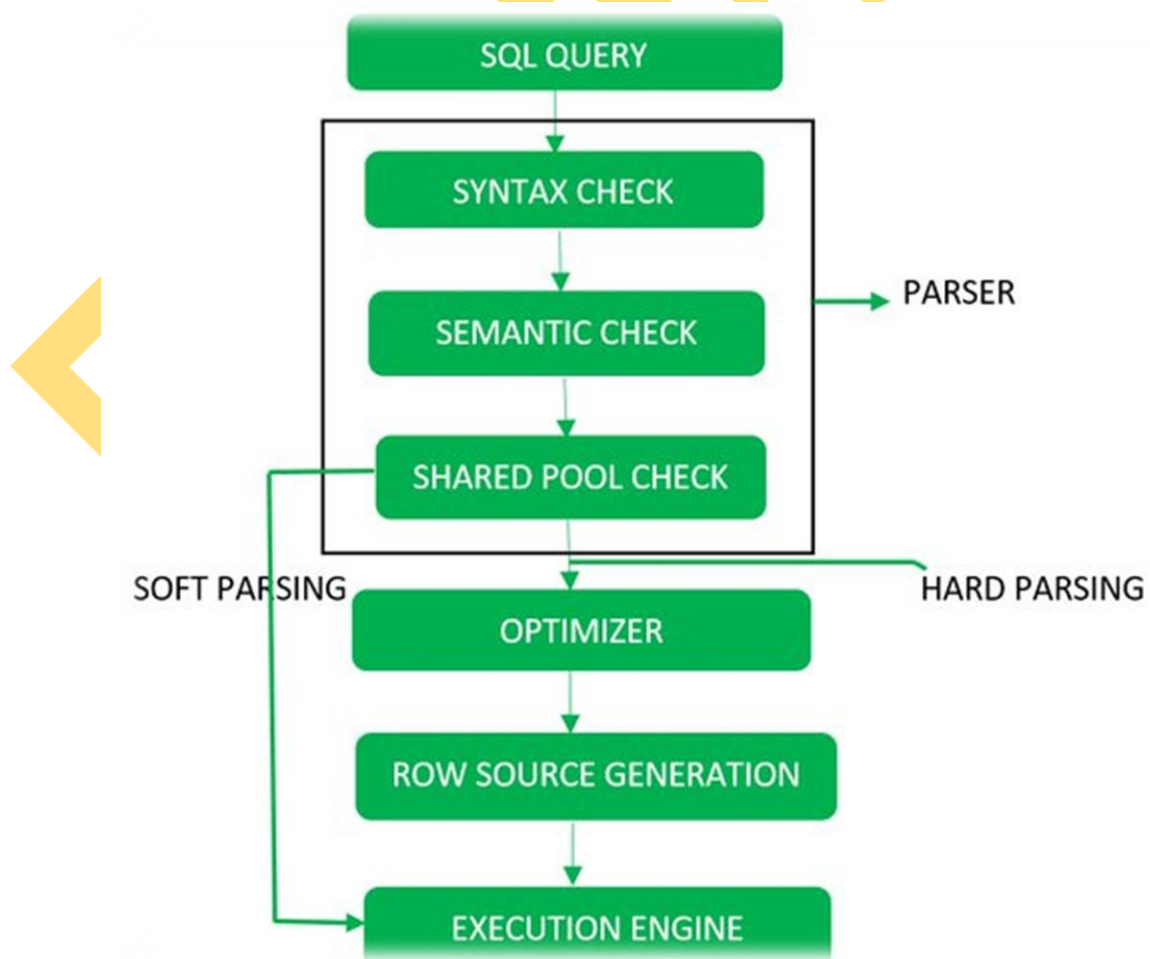 SQL QUERY
SYNTAX CHECK
PARSER
SEMANTIC CHECK
SHARED POOL CHECK
SOFT PARSING
HARD PARSING
OPTIMIZER
ROW SOURCE GENERATION
EXECUTION ENGINE